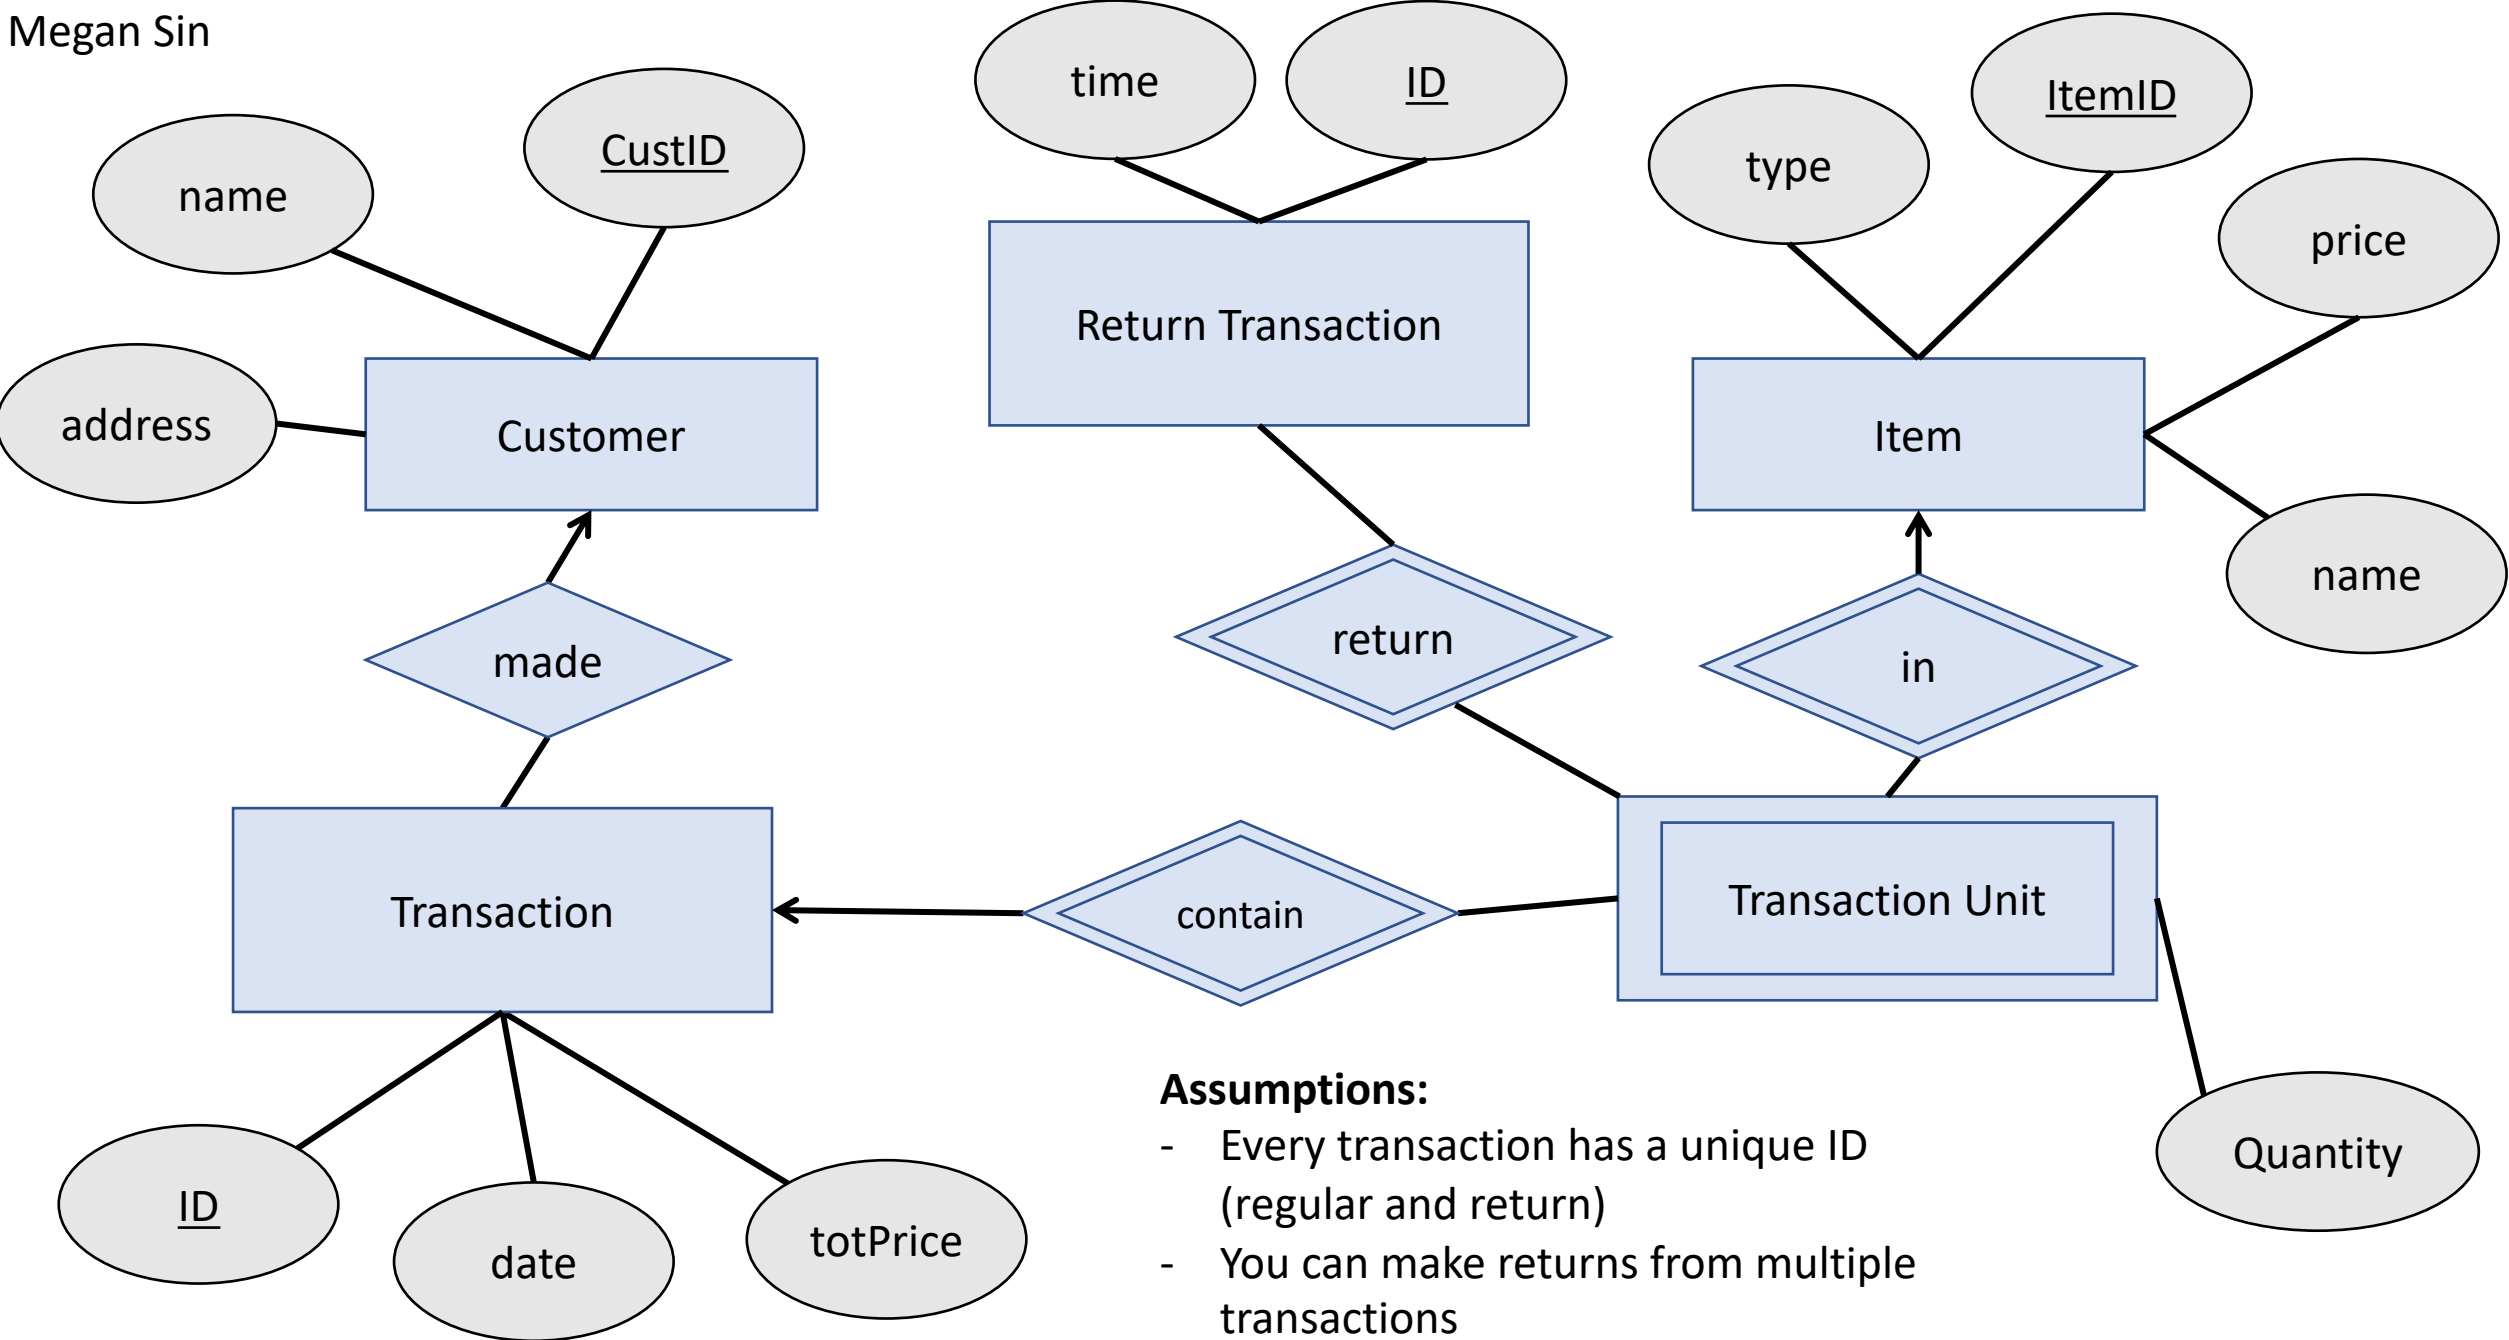 Megan Sin
time
ID
ItemID
CustID
type
name
price
Return Transaction
address
Customer
Item
name
return
made
in
Transaction
contain
Transaction Unit
Assumptions:
- Every transaction has a unique ID
(regular and return)
- You can make returns from multiple
transactions
Quantity
ID
date
totPrice